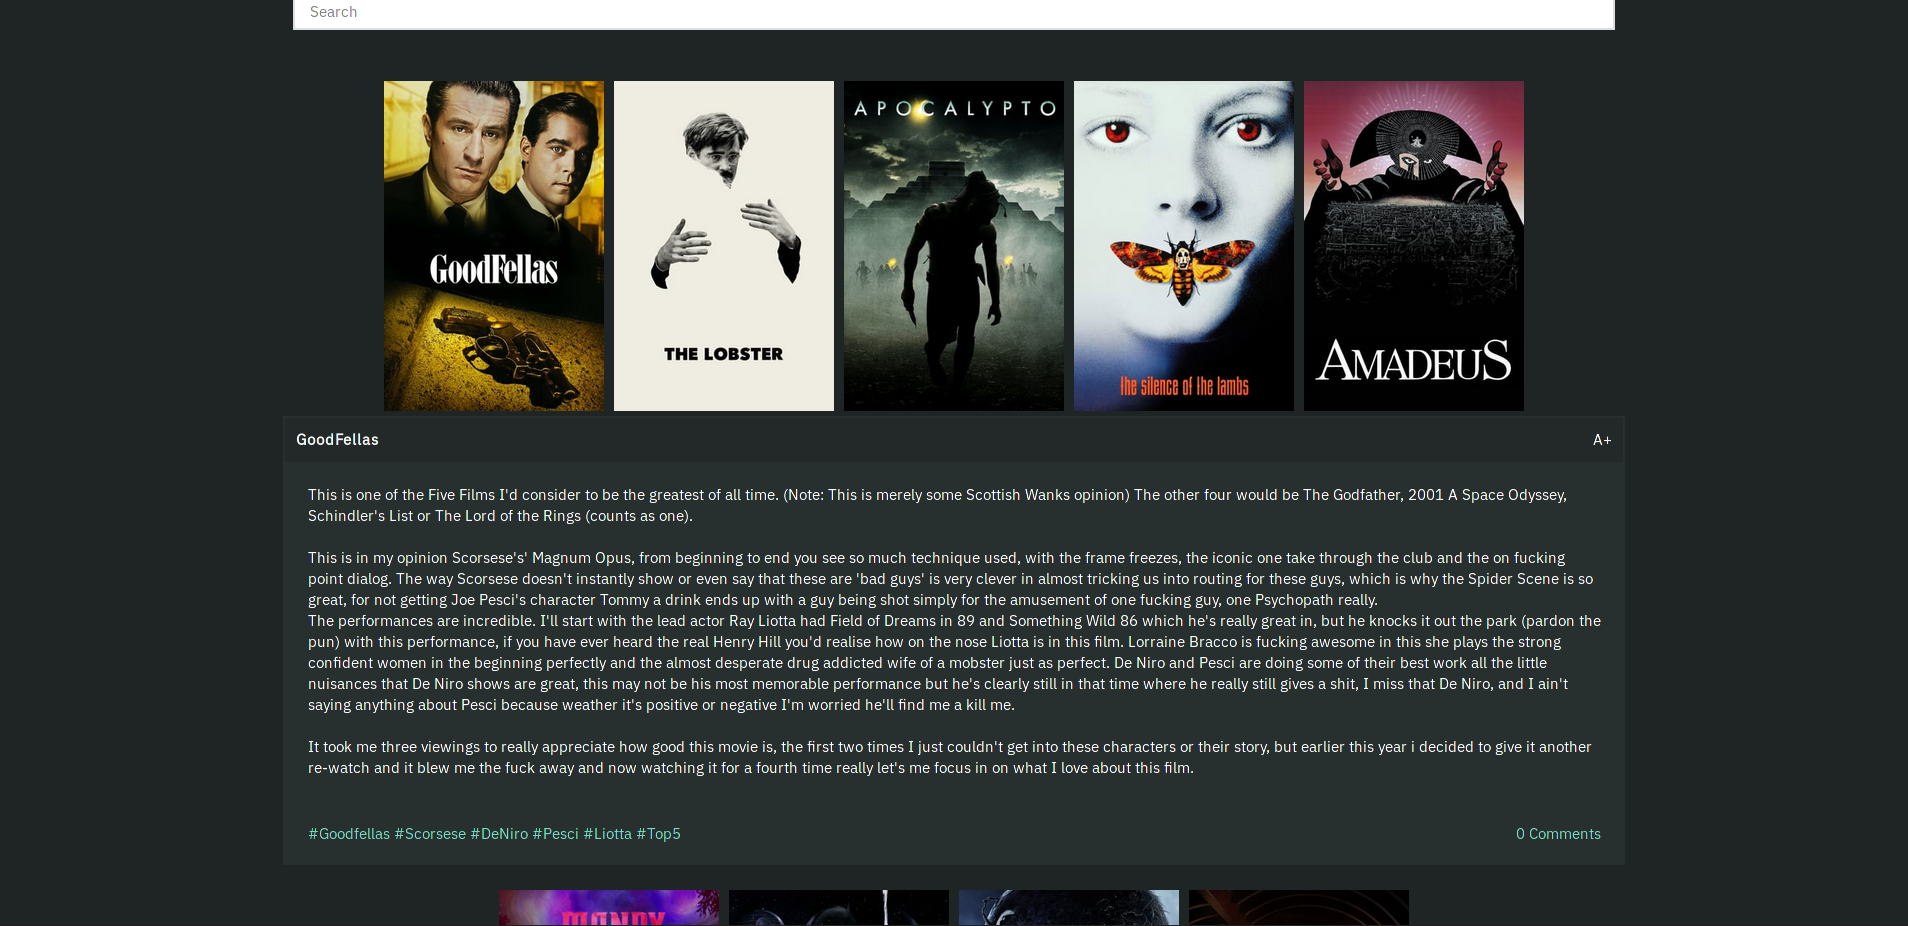 Search
GoodFellas
THE LOBSTER
APOCALYPTO
the silence of the lambs
AMADEUS
GoodFellas
A+
This is one of the Five Films I'd consider to be the greatest of all time. (Note: This is merely some Scottish Wanks opinion) The other four would be The Godfather, 2001 A Space Odyssey,
Schindler's List or The Lord of the Rings (counts as one).
This is in my opinion Scorsese's' Magnum Opus, from beginning to end you see so much technique used, with the frame freezes, the iconic one take through the club and the on fucking
point dialog. The way Scorsese doesn't instantly show or even say that these are 'bad guys' is very clever in almost tricking us into routing for these guys, which is why the Spider Scene is so
great, for not getting Joe Pesci's character Tommy a drink ends up with a guy being shot simply for the amusement of one fucking guy, one Psychopath really.
The performances are incredible. I'll start with the lead actor Ray Liotta had Field of Dreams in 89 and Something Wild 86 which he's really great in, but he knocks it out the park (pardon the
pun) with this performance, if you have ever heard the real Henry Hill you'd realise how on the nose Liotta is in this film. Lorraine Bracco is fucking awesome in this she plays the strong
confident women in the beginning perfectly and the almost desperate drug addicted wife of a mobster just as perfect. De Niro and Pesci are doing some of their best work all the little
nuisances that De Niro shows are great, this may not be his most memorable performance but he's clearly still in that time where he really still gives a shit, I miss that De Niro, and I ain't
saying anything about Pesci because weather it's positive or negative I'm worried he'll find me a kill me.
It took me three viewings to really appreciate how good this movie is, the first two times I just couldn't get into these characters or their story, but earlier this year i decided to give it another
re-watch and it blew me the fuck away and now watching it for a fourth time really let's me focus in on what I love about this film.
#Goodfellas #Scorsese #DeNiro #Pesci #Liotta #Top5
0 Comments
MANDY